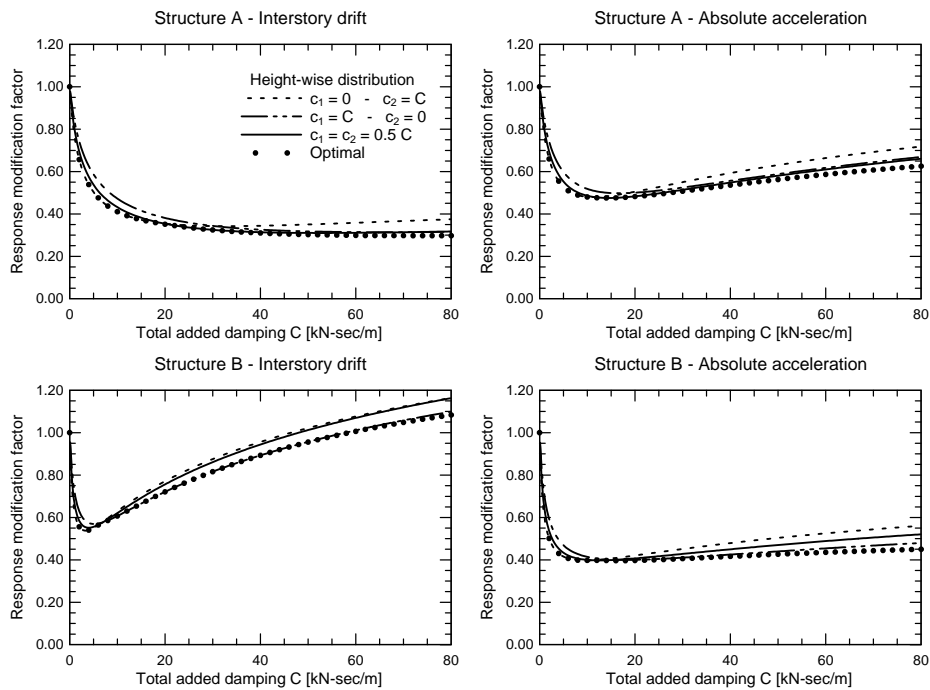 Structure A - Interstory drift
Response modification factor
1.20
1.00
0.80
0.60
0.40
0.20
0.00
Height-wise distribution
c₁ = 0 - c₂ = C
c₁ = C - c₂ = 0
c₁ = c₂ = 0.5 C
Optimal
0 20 40 60 80
Total added damping C [kN-sec/m]
Structure A - Absolute acceleration
Response modification factor
1.20
1.00
0.80
0.60
0.40
0.20
0.00
0 20 40 60 80
Total added damping C [kN-sec/m]
Structure B - Interstory drift
Response modification factor
1.20
1.00
0.80
0.60
0.40
0.20
0.00
0 20 40 60 80
Total added damping C [kN-sec/m]
Structure B - Absolute acceleration
Response modification factor
1.20
1.00
0.80
0.60
0.40
0.20
0.00
0 20 40 60 80
Total added damping C [kN-sec/m]